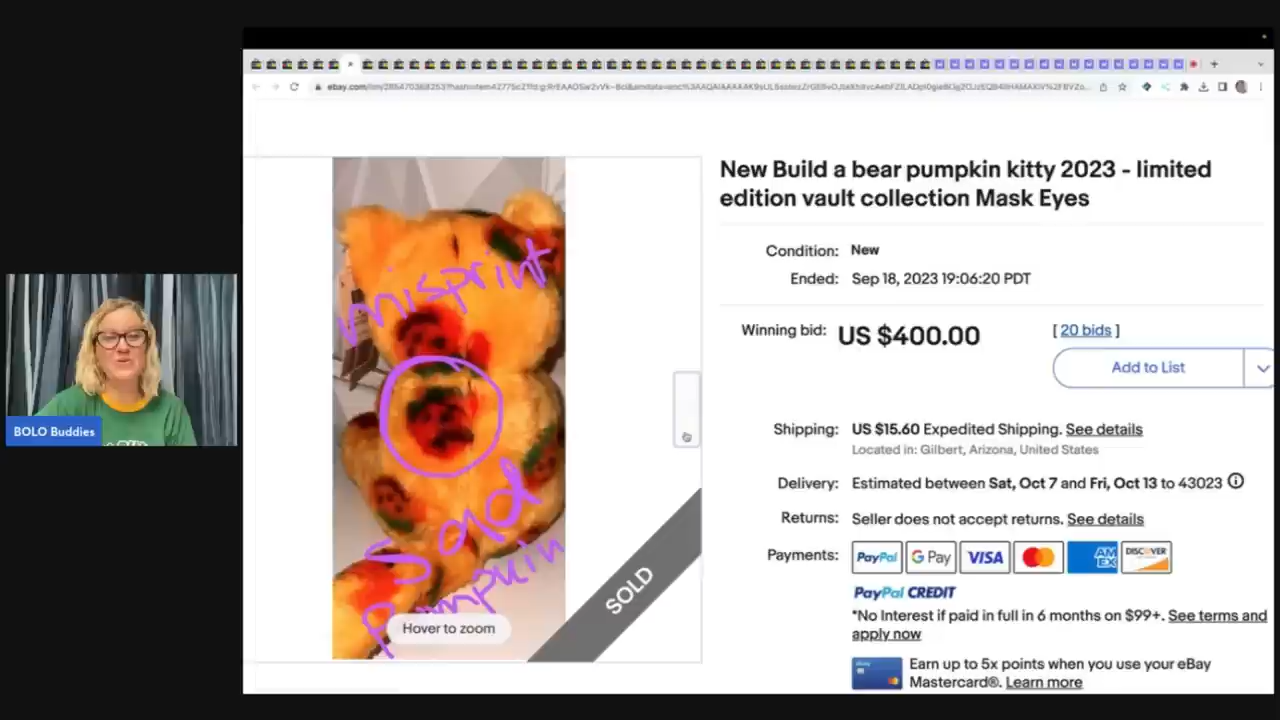 New Build a bear pumpkin kitty 2023 - limited
edition vault collection Mask Eyes
Condition: New
Ended: Sep 18, 2023 19:06:20 PDT
Winning bid: US $400.00 [ 20 bids ]
Add to List
Shipping: US $15.60 Expedited Shipping. See details
Located in: Gilbert, Arizona, United States
Delivery: Estimated between Sat, Oct 7 and Fri, Oct 13 to 43023
Returns: Seller does not accept returns. See details
Payments: PayPal G Pay VISA AM EX DISCOVER
PayPal CREDIT
*No Interest if paid in full in 6 months on $99+. See terms and
apply now
Earn up to 5x points when you use your eBay
Mastercard®. Learn more
misprint
Sad
pumpkin
Hover to zoom
SOLD
BOLO Buddies